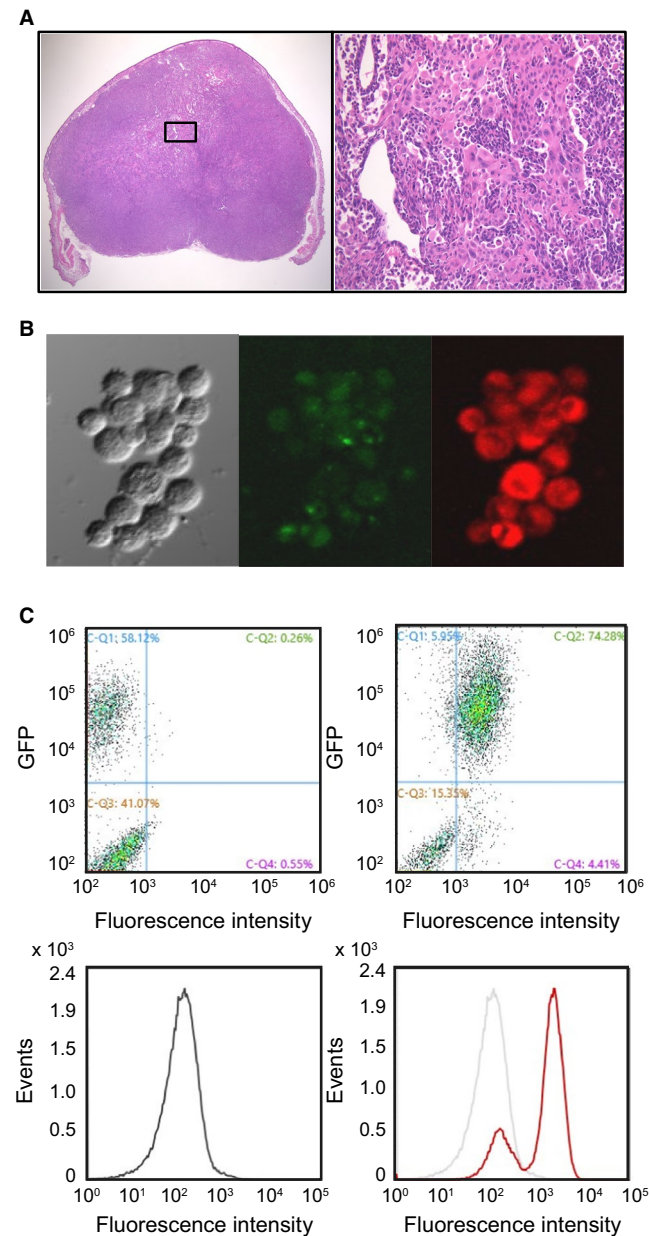 A
B
C
C-Q1: 58.12% C-Q2: 0.26%
C-Q3: 41.07% C-Q4: 0.55%
GFP
10⁶
10⁵
10⁴
10³
10²
10² 10³ 10⁴ 10⁵ 10⁶
Fluorescence intensity
C-Q1: 5.95% C-Q2: 74.28%
C-Q3: 15.35% C-Q4: 4.41%
GFP
10⁶
10⁵
10⁴
10³
10²
10² 10³ 10⁴ 10⁵ 10⁶
Fluorescence intensity
x 10³
Events
2.4
1.9
1.5
1.0
0.5
0
10⁰ 10¹ 10² 10³ 10⁴ 10⁵
Fluorescence intensity
x 10³
Events
2.4
1.9
1.5
1.0
0.5
0
10⁰ 10¹ 10² 10³ 10⁴ 10⁵
Fluorescence intensity